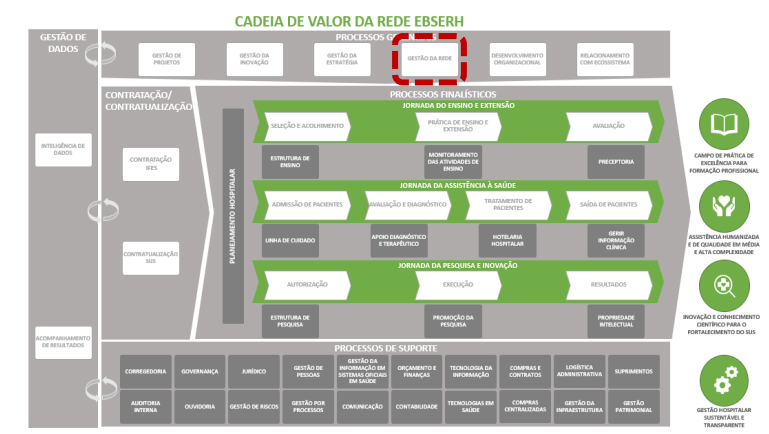 CADEIA DE VALOR DA REDE EBSERH
GESTÃO DE
DADOS
PROCESSOS
GESTÃO DE
PROJETOS
GESTÃO DA
INOVAÇÃO
GESTÃO DA
ESTRATÉGIA
GESTÃO DA REDE
DESENVOLVIMENTO
ORGANIZACIONAL
RELACIONAMENTO
COM ECOSSISTEMA
INTELIGÊNCIA DE
DADOS
ACOMPANHAMENTO
DE RESULTADOS
CONTRATAÇÃO/
CONTRATUALIZAÇÃO
CONTRATAÇÃO
IFES
CONTRATUALIZAÇÃO
SUS
PLANEJAMENTO HOSPITALAR
PROCESSOS FINALÍSTICOS
JORNADA DO ENSINO E EXTENSÃO
SELEÇÃO E ACOLHIMENTO
PRÁTICA DE ENSINO E
EXTENSÃO
AVALIAÇÃO
ESTRUTURA DE
ENSINO
MONITORAMENTO
DAS ATIVIDADES DE
ENSINO
PRECEPTORIA
JORNADA DA ASSISTÊNCIA À SAÚDE
ADMISSÃO DE PACIENTES
AVALIAÇÃO E DIAGNÓSTICO
TRATAMENTO DE
PACIENTES
SAÍDA DE PACIENTES
LINHA DE CUIDADO
APOIO DIAGNÓSTICO
E TERAPÊUTICO
HOTELARIA
HOSPITALAR
GERIR
INFORMAÇÃO
CLÍNICA
JORNADA DA PESQUISA E INOVAÇÃO
AUTORIZAÇÃO
EXECUÇÃO
RESULTADOS
ESTRUTURA DE
PESQUISA
PROMOÇÃO DA
PESQUISA
PROPRIEDADE
INTELECTUAL
PROCESSOS DE SUPORTE
CORREGEDORIA
GOVERNANÇA
JURÍDICO
GESTÃO DE
PESSOAS
GESTÃO DA
INFORMAÇÃO EM
SISTEMAS OFICIAIS
EM SAÚDE
ORÇAMENTO E
FINANÇAS
TECNOLOGIA DA
INFORMAÇÃO
COMPRAS E
CONTRATOS
LOGÍSTICA
ADMINISTRATIVA
SUPRIMENTOS
AUDITORIA
INTERNA
OUVIDORIA
GESTÃO DE RISCOS
GESTÃO POR
PROCESSOS
COMUNICAÇÃO
CONTABILIDADE
TECNOLOGIAS EM
SAÚDE
COMPRAS
CENTRALIZADAS
GESTÃO DA
INFRAESTRUTURA
GESTÃO
PATRIMONIAL
CAMPO DE PRÁTICA DE
EXCELÊNCIA PARA
FORMAÇÃO PROFISSIONAL
ASSISTÊNCIA HUMANIZADA
E DE QUALIDADE EM MÉDIA
E ALTA COMPLEXIDADE
INOVAÇÃO E CONHECIMENTO
CIENTÍFICO PARA O
FORTALECIMENTO DO SUS
GESTÃO HOSPITALAR
SUSTENTÁVEL E
TRANSPARENTE